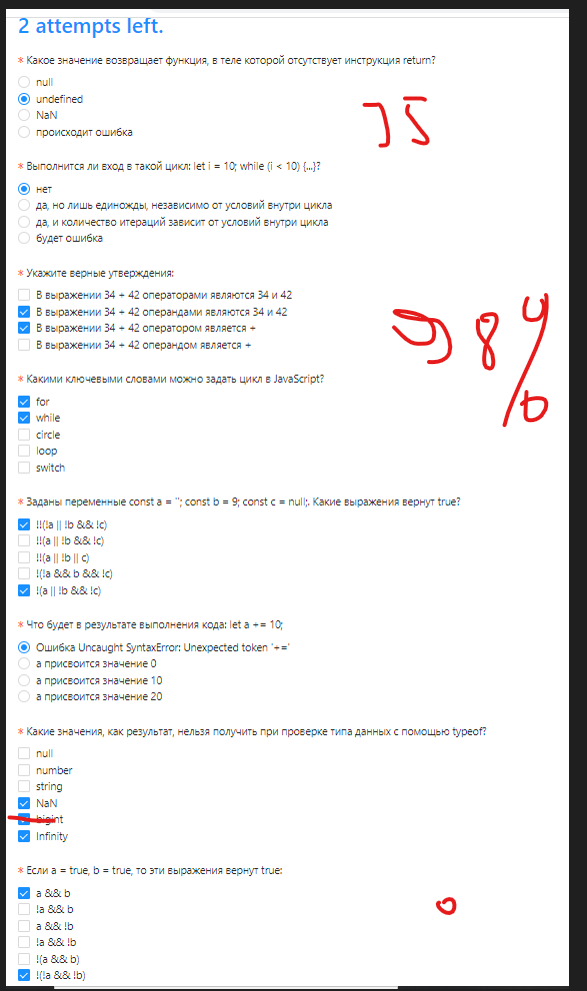 2 attempts left.
* Какое значение возвращает функция, в теле которой отсутствует инструкция return?
null
undefined
NaN
происходит ошибка
JS
* Выполнится ли вход в такой цикл: let i = 10; while (i < 10) {...}?
нет
да, но лишь единожды, независимо от условий внутри цикла
да, и количество итераций зависит от условий внутри цикла
будет ошибка
* Укажите верные утверждения:
В выражении 34 + 42 операторами являются 34 и 42
В выражении 34 + 42 операндами являются 34 и 42
В выражении 34 + 42 оператором является +
В выражении 34 + 42 операндом является +
* Какими ключевыми словами можно задать цикл в JavaScript?
for
while
circle
loop
switch
* Заданы переменные const a = ''; const b = 9; const c = null;. Какие выражения вернут true?
!!(!a || !b && !c)
!!(a || !b && !c)
!!(a || !b || c)
!(!a && b && !c)
!(a || !b && !c)
* Что будет в результате выполнения кода: let a += 10;
Ошибка Uncaught SyntaxError: Unexpected token '+='
а присвоится значение 0
а присвоится значение 10
а присвоится значение 20
* Какие значения, как результат, нельзя получить при проверке типа данных с помощью typeof?
null
number
string
NaN
bigint
Infinity
* Если a = true, b = true, то эти выражения вернут true:
a && b
!a && b
a && !b
!a && !b
!(a && b)
!(!a && !b)